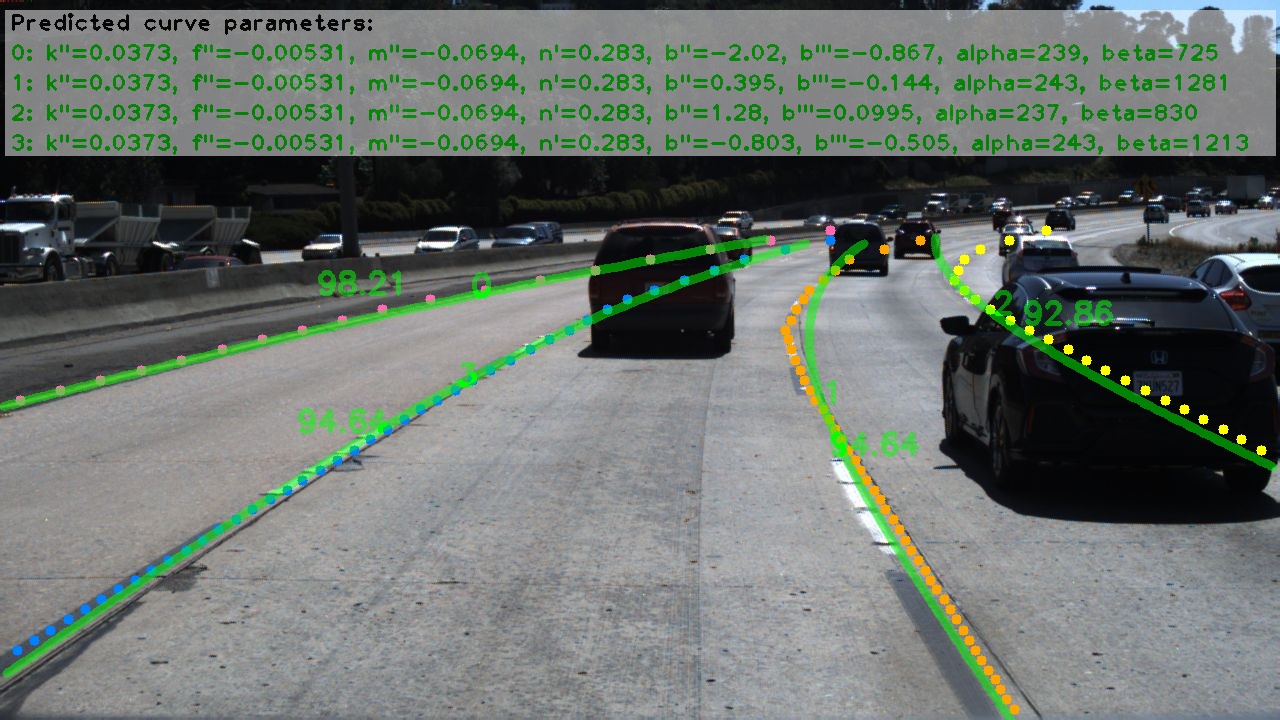 Predicted curve parameters:
0: k''=0.0373, f''=-0.00531, m''=-0.0694, n'=0.283, b''=-2.02, b'''=-0.867, alpha=239, beta=725
1: k''=0.0373, f''=-0.00531, m''=-0.0694, n'=0.283, b''=0.395, b'''=-0.144, alpha=243, beta=1281
2: k''=0.0373, f''=-0.00531, m''=-0.0694, n'=0.283, b''=1.28, b'''=0.0995, alpha=237, beta=830
3: k''=0.0373, f''=-0.00531, m''=-0.0694, n'=0.283, b''=-0.803, b'''=-0.505, alpha=243, beta=1213
98.21 0
2 92.86
3
1
94.64
94.64